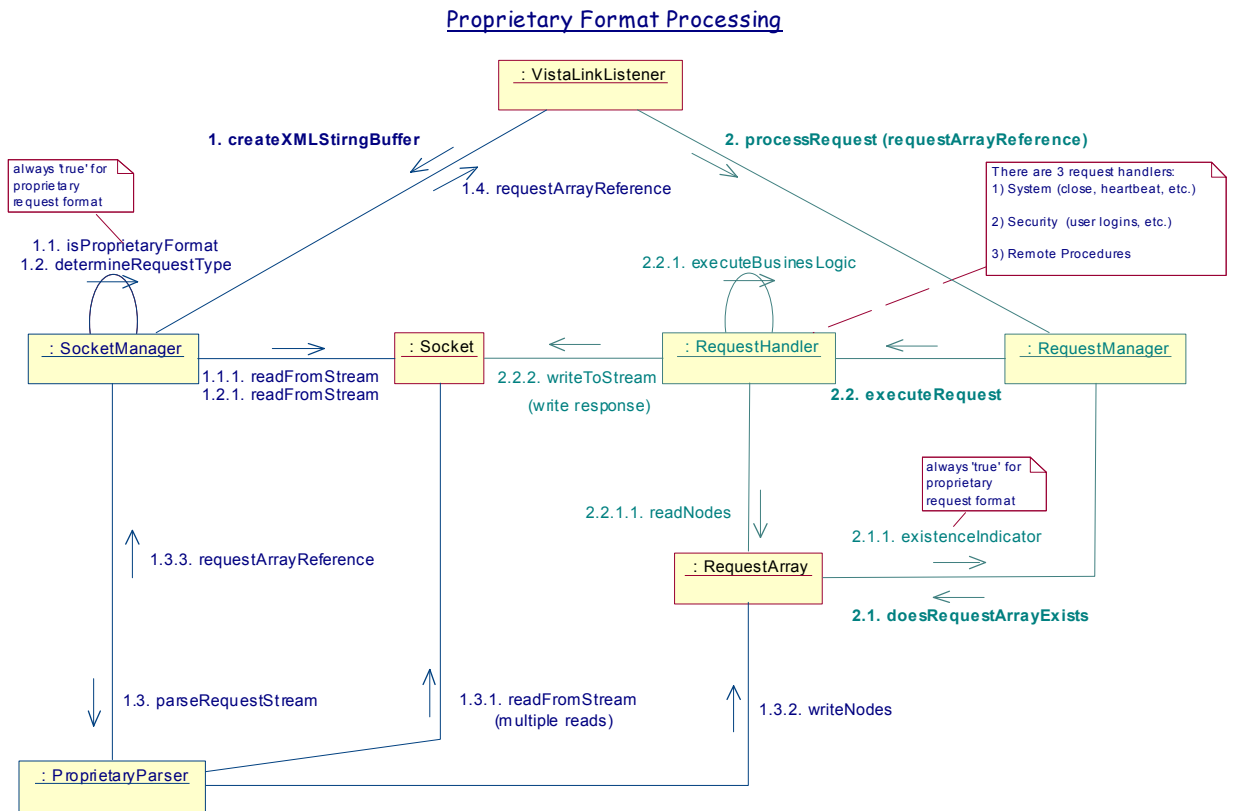 Proprietary Format Processing
: VistaLinkListener
1. createXMLStirngBuffer
2. processRequest (requestArrayReference)
always 'true' for
proprietary
request format
1.4. requestArrayReference
There are 3 request handlers:
1) System (close, heartbeat, etc.)
2) Security (user logins, etc.)
3) Remote Procedures
1.1. isProprietaryFormat
1.2. determineRequestType
2.2.1. executeBusinesLogic
: SocketManager
: Socket
: RequestHandler
: RequestManager
1.1.1. readFromStream
1.2.1. readFromStream
2.2.2. writeToStream
(write response)
2.2. executeRequest
always 'true' for
proprietary
request format
2.2.1.1. readNodes
2.1.1. existenceIndicator
1.3.3. requestArrayReference
: RequestArray
2.1. doesRequestArrayExists
1.3. parseRequestStream
1.3.1. readFromStream
(multiple reads)
1.3.2. writeNodes
: ProprietaryParser